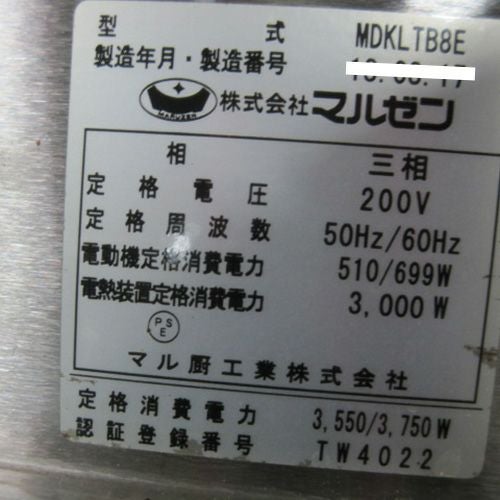 型式 MDKLTB8E
製造年月・製造番号
MARUZEN 株式会社マルゼン
相 三相
定格電圧 200V
定格周波数 50Hz/60Hz
電動機定格消費電力 510/699W
電熱装置定格消費電力 3,000W
PSE
マル厨工業株式会社
定格消費電力 3,550/3,750W
認証登録番号 TW4022